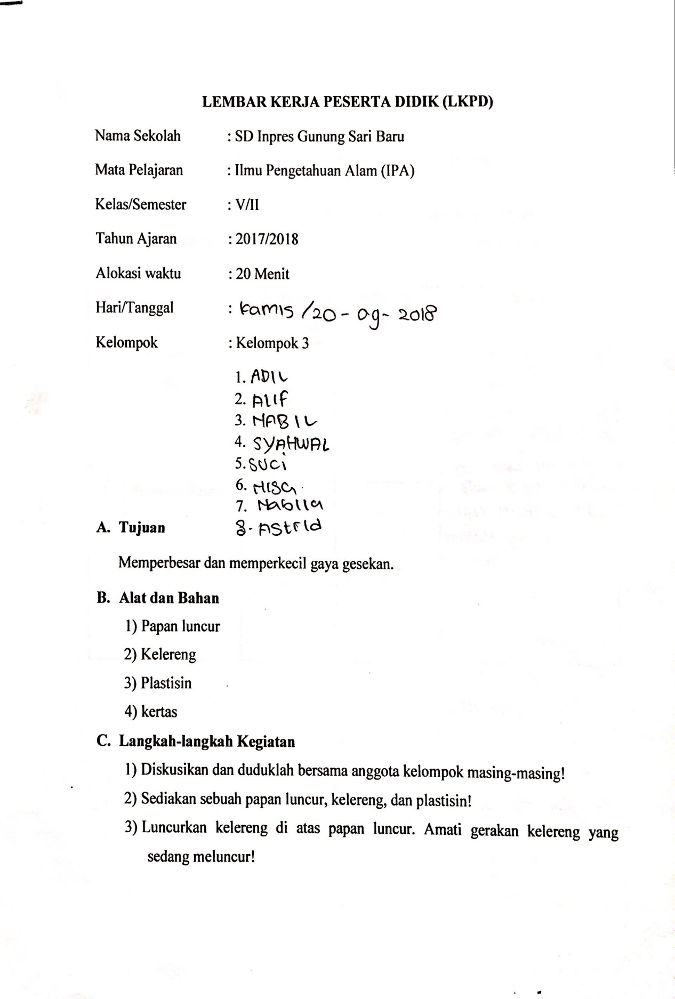 LEMBAR KERJA PESERTA DIDIK (LKPD)
Nama Sekolah : SD Inpres Gunung Sari Baru
Mata Pelajaran : Ilmu Pengetahuan Alam (IPA)
Kelas/Semester : V/II
Tahun Ajaran : 2017/2018
Alokasi waktu : 20 Menit
Hari/Tanggal : Kamis /20 - ag - 2018
Kelompok : Kelompok 3
1. ADIL
2. Alif
3. NABIL
4. SYAHWAL
5. SUCi
6. NISA
7. Nabila
8. Astrid
A. Tujuan
Memperbesar dan memperkecil gaya gesekan.
B. Alat dan Bahan
1) Papan luncur
2) Kelereng
3) Plastisin
4) kertas
C. Langkah-langkah Kegiatan
1) Diskusikan dan duduklah bersama anggota kelompok masing-masing!
2) Sediakan sebuah papan luncur, kelereng, dan plastisin!
3) Luncurkan kelereng di atas papan luncur. Amati gerakan kelereng yang
sedang meluncur!